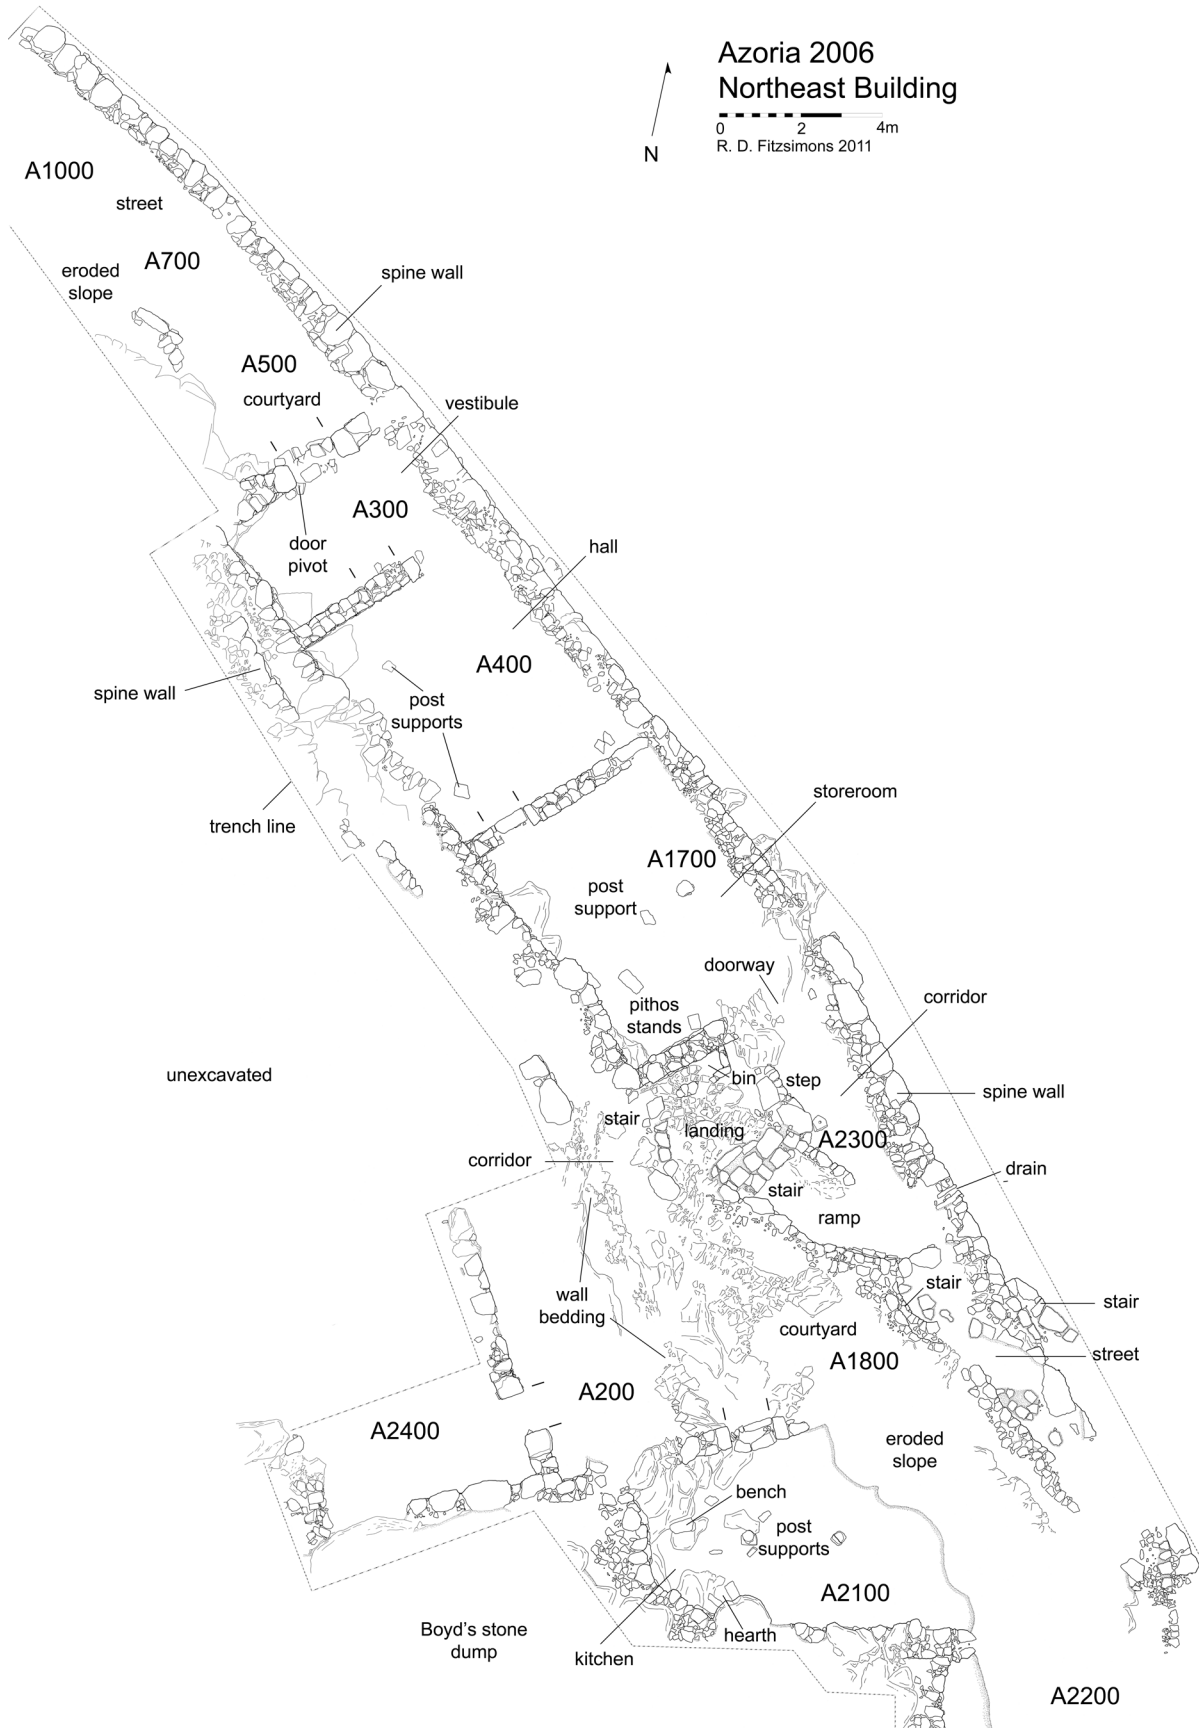 Azoria 2006
Northeast Building
0 2 4m
R. D. Fitzsimons 2011
N
A1000
street
A700
eroded
slope
spine wall
A500
courtyard
vestibule
A300
door
pivot
hall
A400
spine wall
post
supports
storeroom
trench line
A1700
post
support
doorway
corridor
pithos
stands
unexcavated
bin
step
spine wall
stair
landing
A2300
corridor
drain
stair
ramp
wall
bedding
stair
stair
courtyard
street
A1800
A200
A2400
eroded
slope
bench
post
supports
A2100
Boyd's stone
dump
hearth
kitchen
A2200